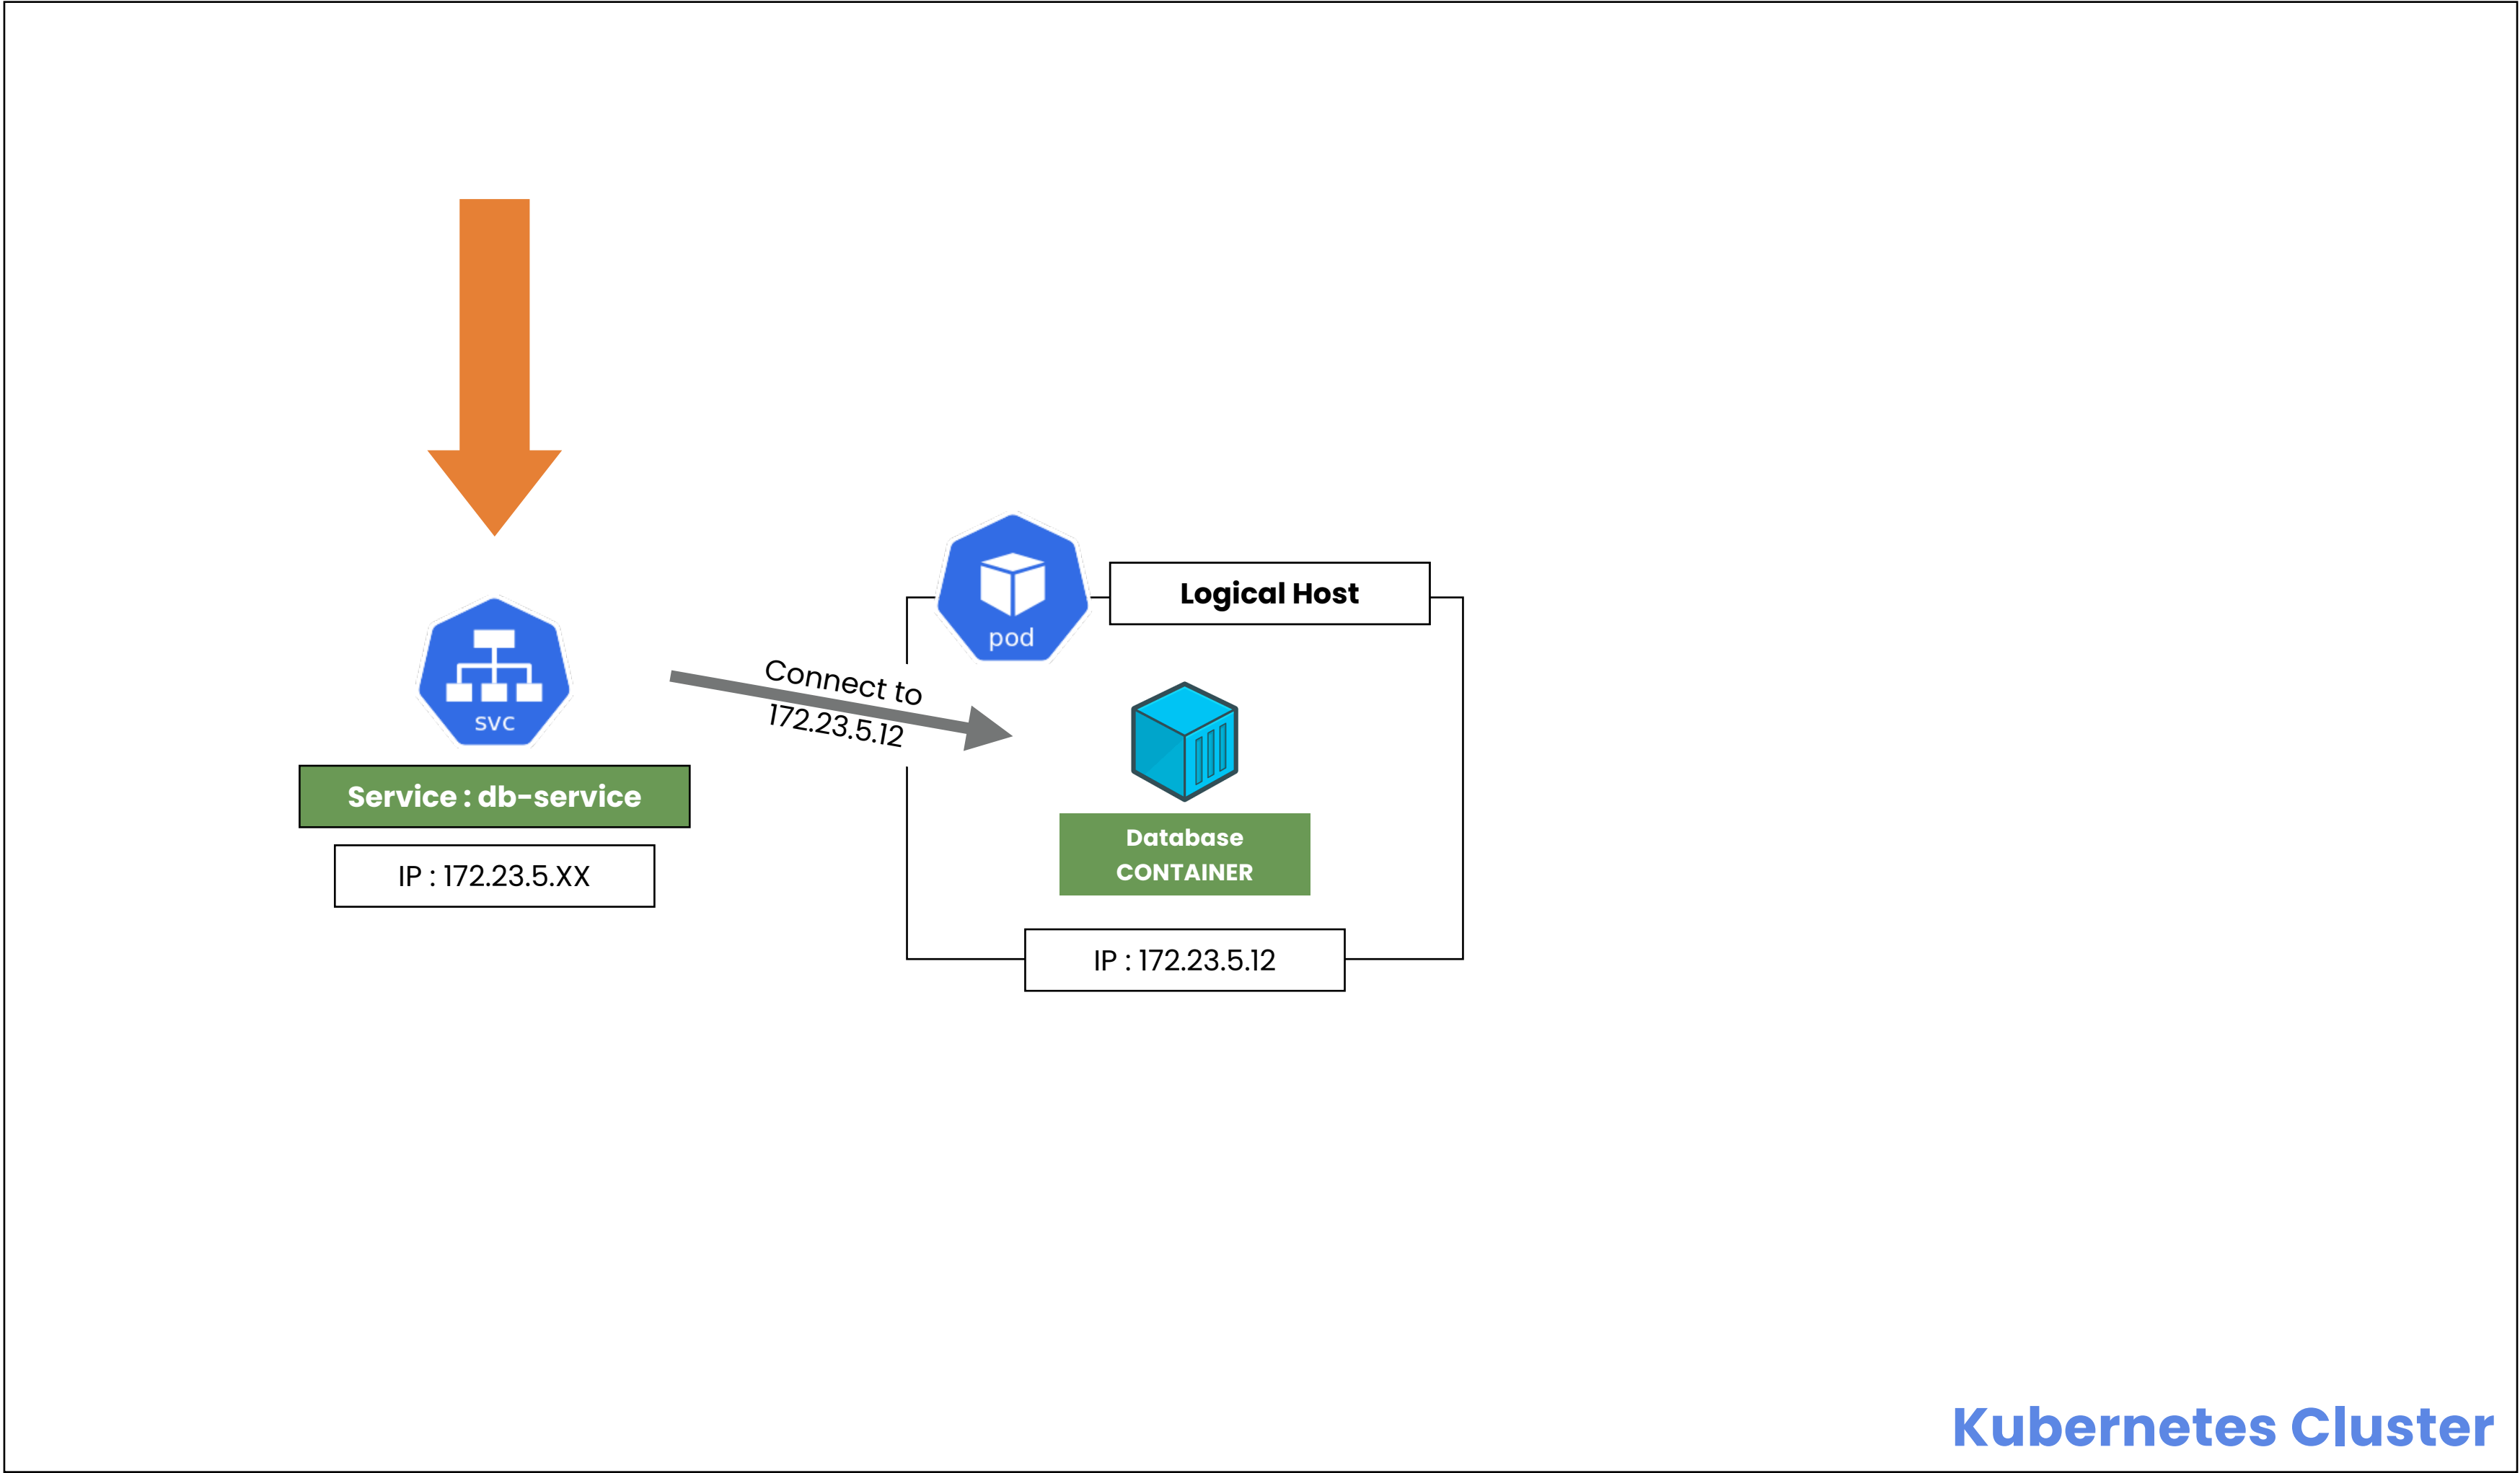 pod
Logical Host
svc
Connect to
172.23.5.12
Service : db-service
IP : 172.23.5.XX
Database
CONTAINER
IP : 172.23.5.12
Kubernetes Cluster